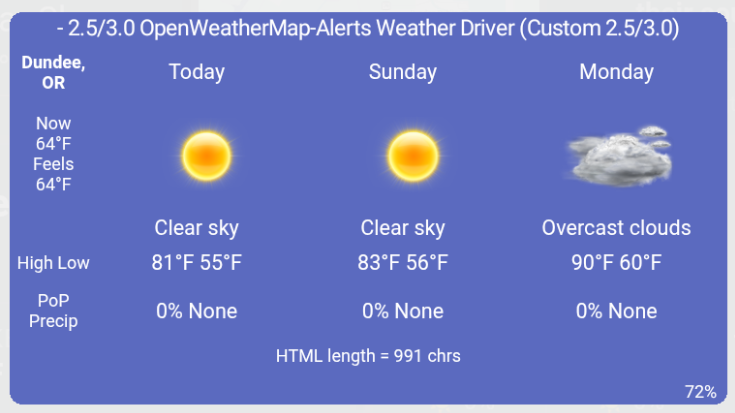 - 2.5/3.0 OpenWeatherMap-Alerts Weather Driver (Custom 2.5/3.0)
Dundee,
OR
Today
Sunday
Monday
Now
64°F
Feels
64°F
Clear sky
Clear sky
Overcast clouds
High Low
81°F 55°F
83°F 56°F
90°F 60°F
PoP
Precip
0% None
0% None
0% None
HTML length = 991 chrs
72%